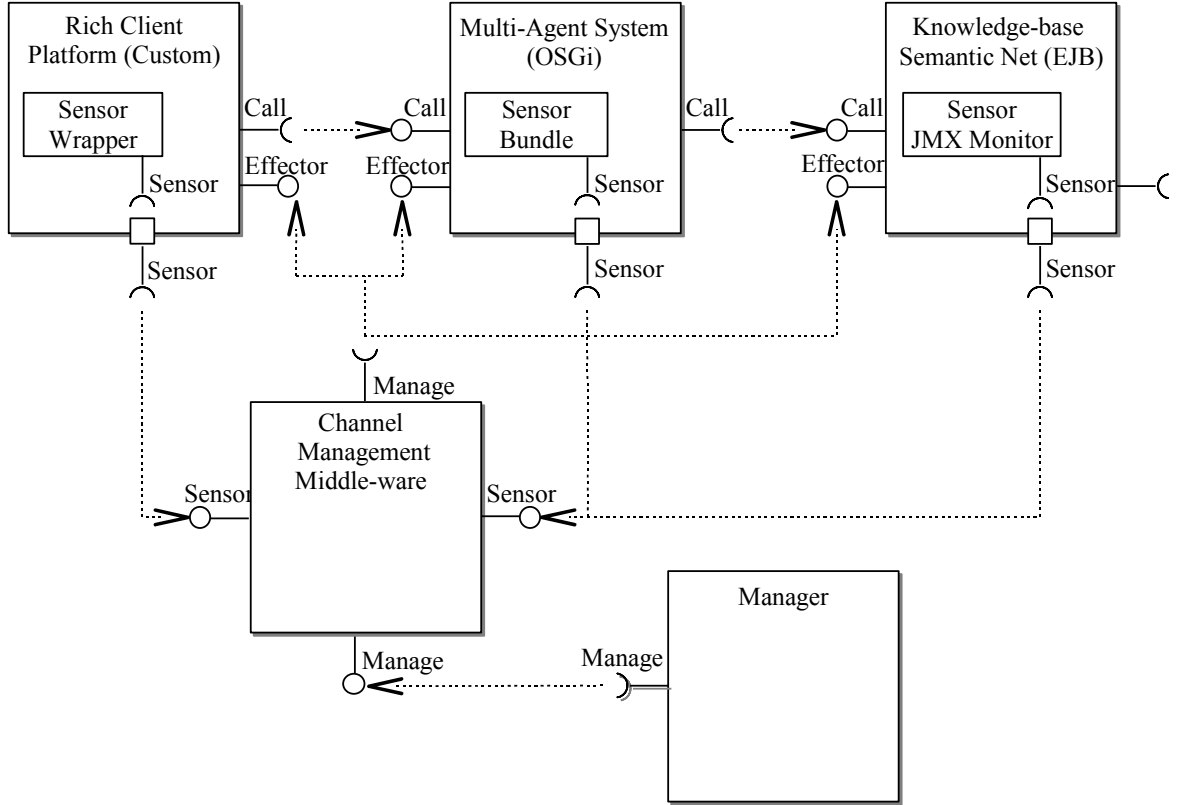 Rich Client
Platform (Custom)
Multi-Agent System
(OSGi)
Knowledge-base
Semantic Net (EJB)
Sensor
Wrapper
Sensor
Bundle
Sensor
JMX Monitor
Call
Call
Call
Call
Effector
Effector
Effector
Sensor
Sensor
Sensor
Sensor
Sensor
Sensor
Manage
Channel
Management
Middle-ware
Sensor
Sensor
Manager
Manage
Manage